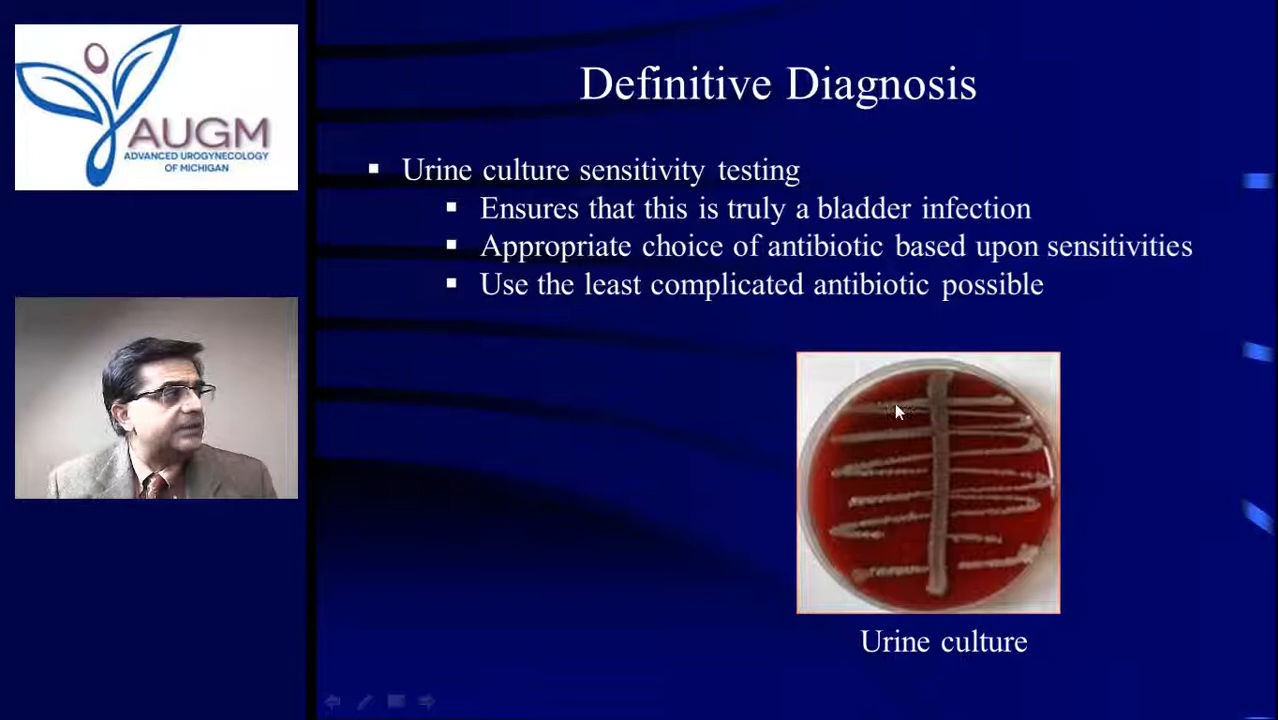 AUGM
ADVANCED UROGYNECOLOGY
OF MICHIGAN
Definitive Diagnosis
▪ Urine culture sensitivity testing
▪ Ensures that this is truly a bladder infection
▪ Appropriate choice of antibiotic based upon sensitivities
▪ Use the least complicated antibiotic possible
Urine culture